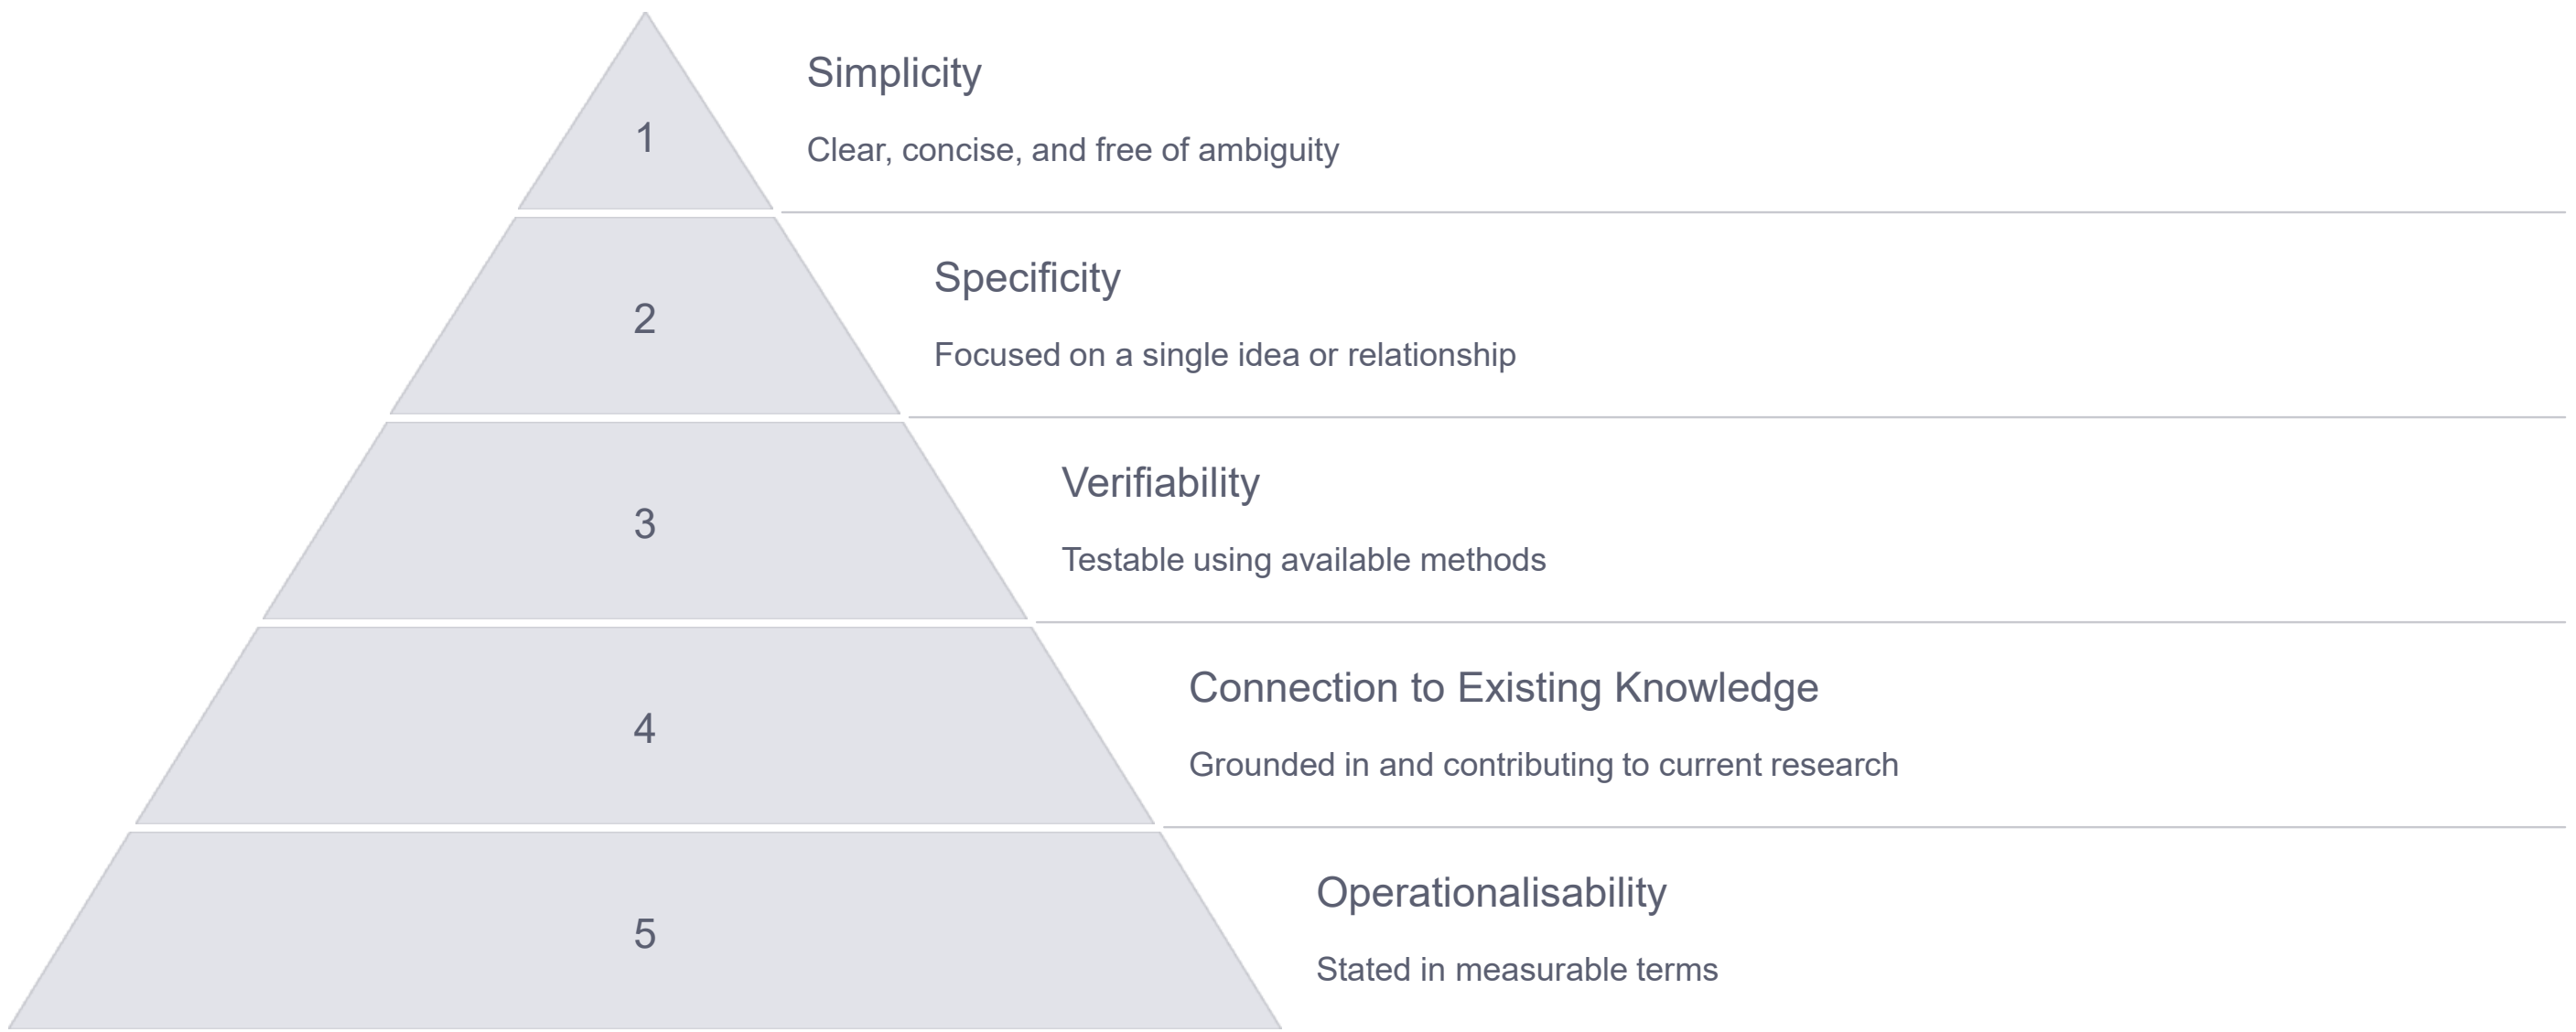 1
Simplicity
Clear, concise, and free of ambiguity
2
Specificity
Focused on a single idea or relationship
3
Verifiability
Testable using available methods
4
Connection to Existing Knowledge
Grounded in and contributing to current research
5
Operationalisability
Stated in measurable terms